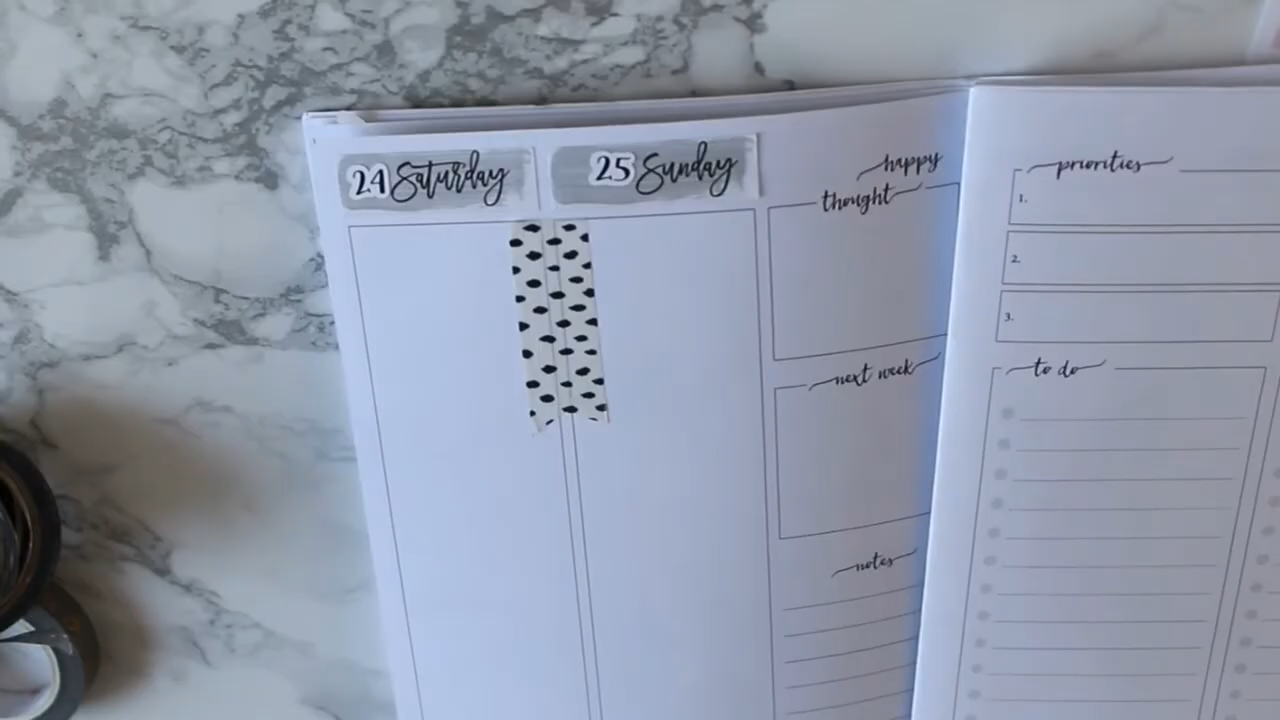 24 Saturday
25 Sunday
happy
thought
next week
notes
priorities
1.
2.
3.
to do